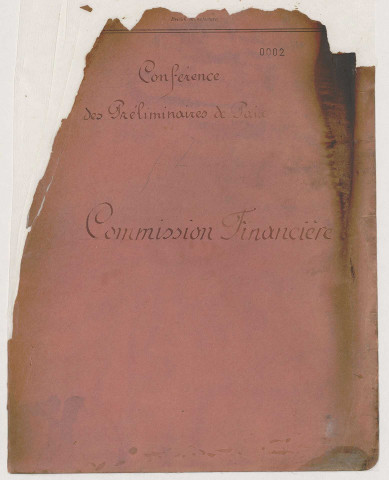 0002
Conférence
des Préliminaires de Paix
Commission Financière